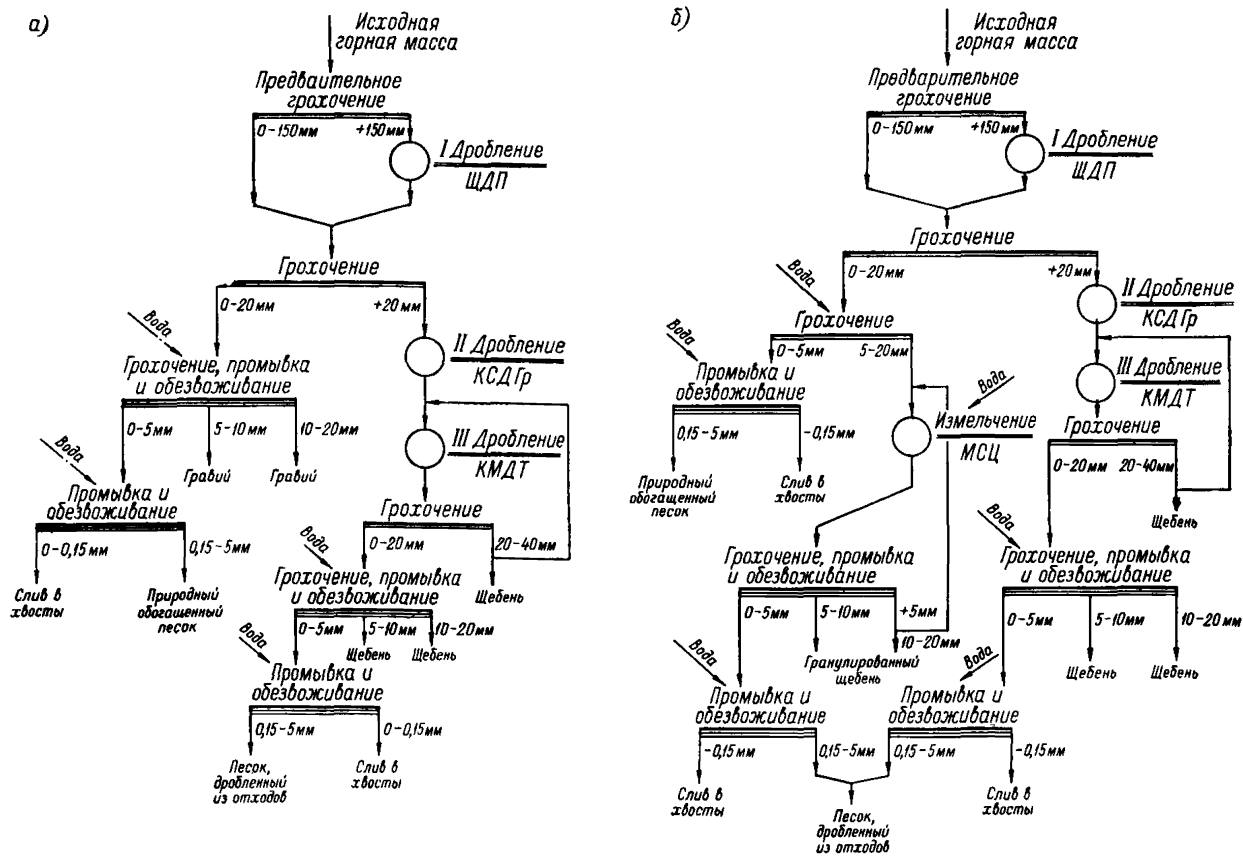 а)
Исходная
горная масса
Предваительное
грохочение
0-150мм
+150мм
I Дробление
ЩДП
Грохочение
0-20мм
+20мм
Вода
Грохочение, промывка
и обезвоживание
II Дробление
КСДГр
0-5мм
5-10мм
10-20мм
Гравий
Гравий
III Дробление
КМДТ
Вода
Промывка и
обезвоживание
0-0,15мм
0,15-5мм
Слив в
хвосты
Природный
обогащенный
песок
Грохочение
0-20мм
20-40мм
Щебень
Вода
Грохочение, промывка
и обезвоживание
0-5мм
5-10мм
10-20мм
Щебень
Щебень
Вода
Промывка и
обезвоживание
0,15-5мм
0-0,15мм
Песок,
дробленный
из отходов
Слив в
хвосты
б)
Исходная
горная масса
Предварительное
грохочение
0-150мм
+150мм
I Дробление
ЩДП
Грохочение
0-20мм
+20мм
Вода
Грохочение
0-5мм
5-20мм
II Дробление
КСДГр
Вода
Промывка и
обезвоживание
0,15-5мм
-0,15мм
Природный
обогащенный
песок
Слив в
хвосты
Вода
Измельчение
МСЦ
III Дробление
КМДТ
Грохочение
0-20мм
20-40мм
Щебень
Грохочение, промывка
и обезвоживание
0-5мм
5-10мм
+5мм
10-20мм
Гранулированный
щебень
Вода
Грохочение, промывка
и обезвоживание
0-5мм
5-10мм
10-20мм
Щебень
Щебень
Вода
Промывка и
обезвоживание
-0,15мм
0,15-5мм
Слив в
хвосты
Вода
Промывка и
обезвоживание
0,15-5мм
-0,15мм
Слив в
хвосты
Песок,
дробленный
из отходов